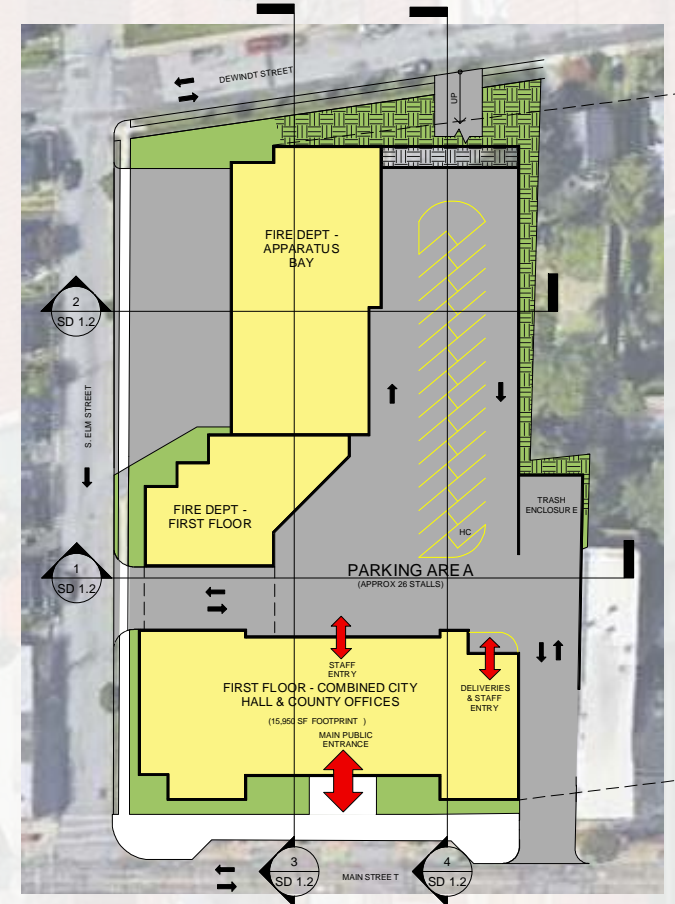 DEWINDT STREET
UP
FIRE DEPT -
APPARATUS
BAY
2
SD 1.2
S. ELM STREET
FIRE DEPT -
FIRST FLOOR
TRASH
ENCLOSURE
HC
PARKING AREA
(APPROX 26 STALLS)
1
SD 1.2
STAFF
ENTRY
FIRST FLOOR - COMBINED CITY
HALL & COUNTY OFFICES
(15,950 SF FOOTPRINT )
DELIVERIES
& STAFF
ENTRY
MAIN PUBLIC
ENTRANCE
3
SD 1.2
MAIN STREET
4
SD 1.2